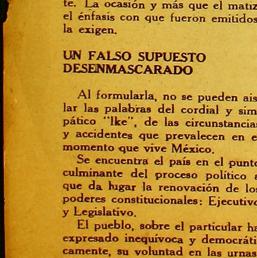 te. La ocasión y más que el matiz
el énfasis con que fueron emitidos
la exigen.
UN FALSO SUPUESTO
DESENMASCARADO
Al formularla, no se pueden ais
lar las palabras del cordial y sim
pático "Ike", de las circunstancias
y accidentes que prevalecen en e
momento que vive México.
Se encuentra el país en el punto
culminante del proceso político a
que da lugar la renovación de los
poderes constitucionales: Ejecutivo
y Legislativo.
El pueblo, sobre el particular ha
expresado inequívoca y democráti
camente, su voluntad en las urnas